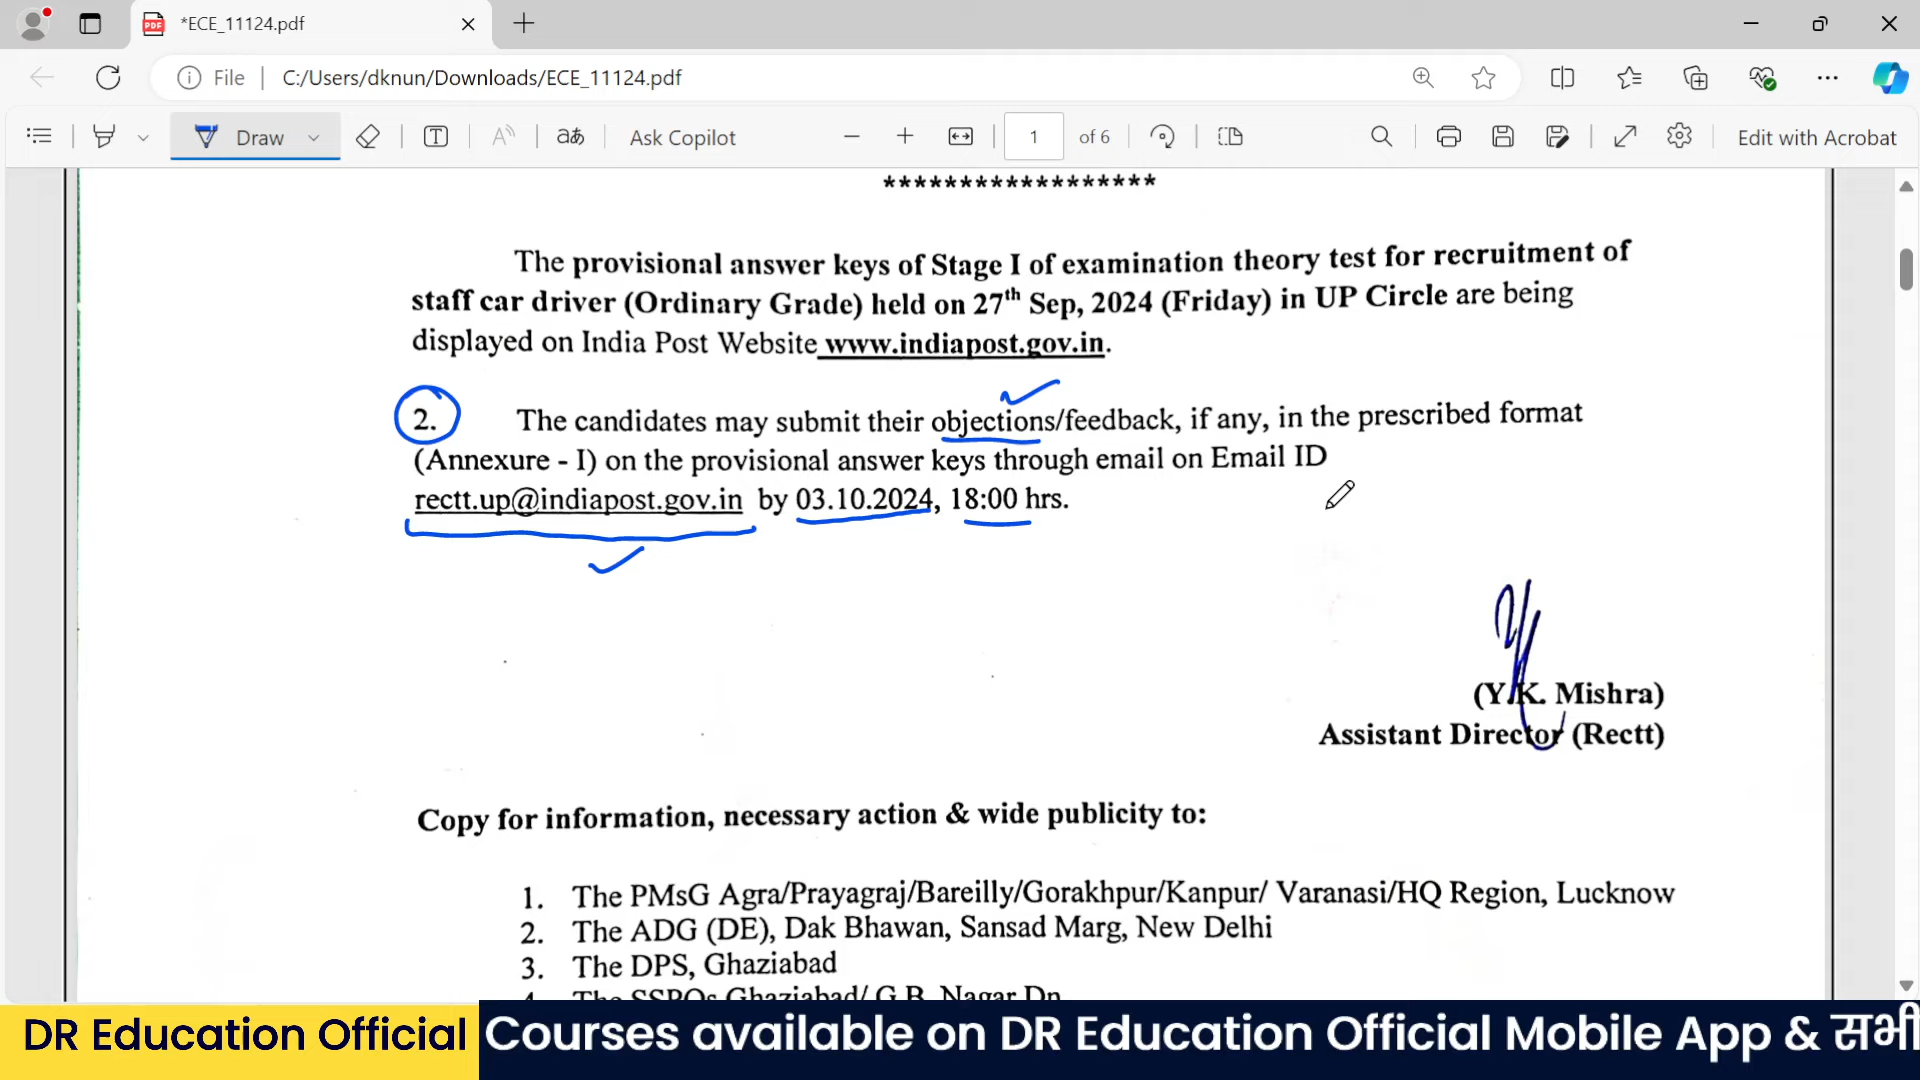 *ECE_11124.pdf
File
C:/Users/dknun/Downloads/ECE_11124.pdf
Draw
Ask Copilot
1 of 6
Edit with Acrobat
******************
The provisional answer keys of Stage I of examination theory test for recruitment of
staff car driver (Ordinary Grade) held on 27th Sep, 2024 (Friday) in UP Circle are being
displayed on India Post Website www.indiapost.gov.in.
2. The candidates may submit their objections/feedback, if any, in the prescribed format
(Annexure - I) on the provisional answer keys through email on Email ID
rectt.up@indiapost.gov.in by 03.10.2024, 18:00 hrs.
(Y.K. Mishra)
Assistant Director (Rectt)
Copy for information, necessary action & wide publicity to:
1. The PMsG Agra/Prayagraj/Bareilly/Gorakhpur/Kanpur/ Varanasi/HQ Region, Lucknow
2. The ADG (DE), Dak Bhawan, Sansad Marg, New Delhi
3. The DPS, Ghaziabad
4. The SSPOs Ghaziabad/ G.B. Nagar Dn
DR Education Official
Courses available on DR Education Official Mobile App & सभी